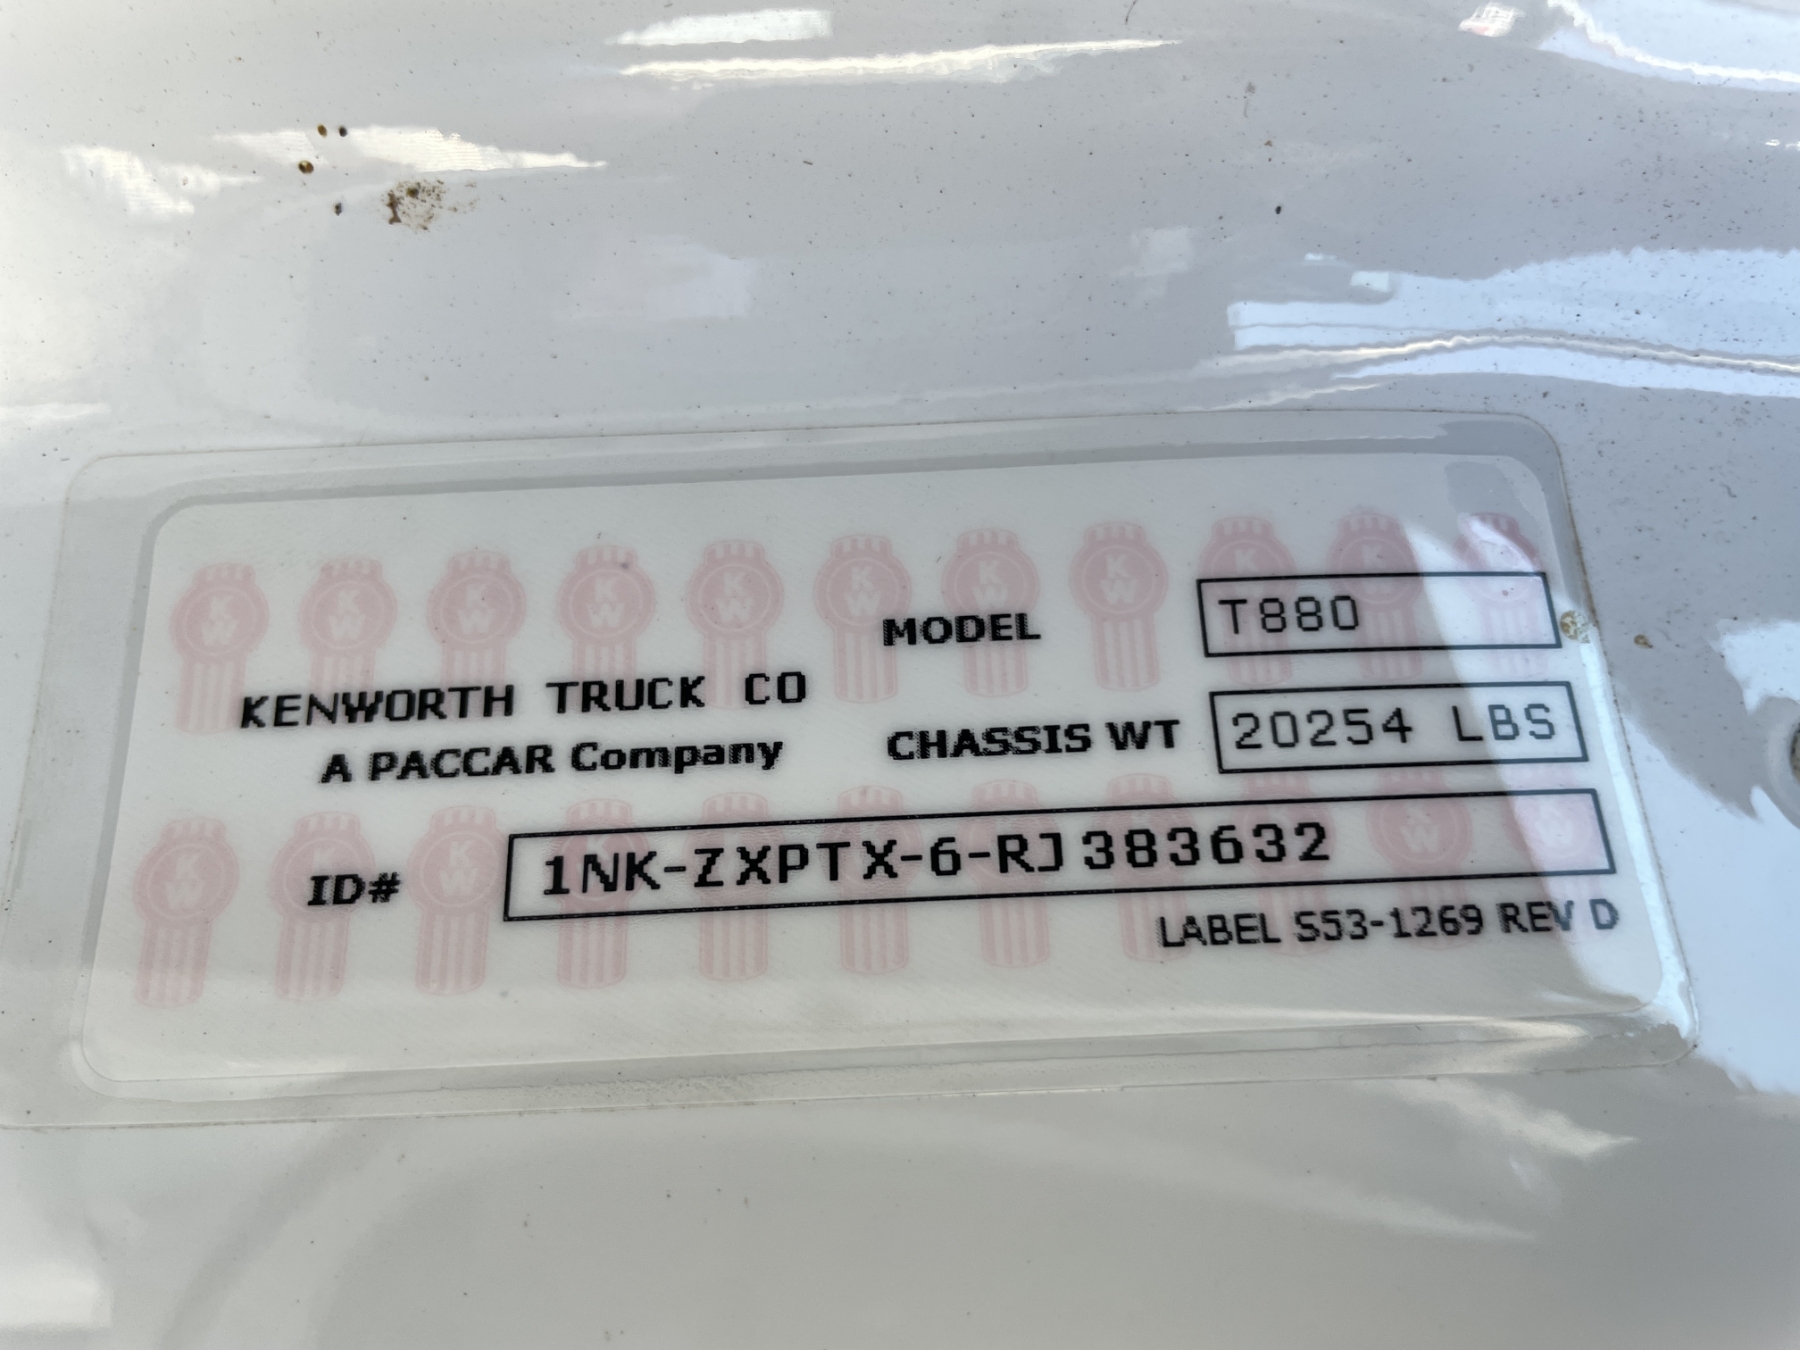 MODEL T880
KENWORTH TRUCK CO
A PACCAR Company
CHASSIS WT 20254 LBS
ID# 1NK-ZXPTX-6-RJ383632
LABEL S53-1269 REV D